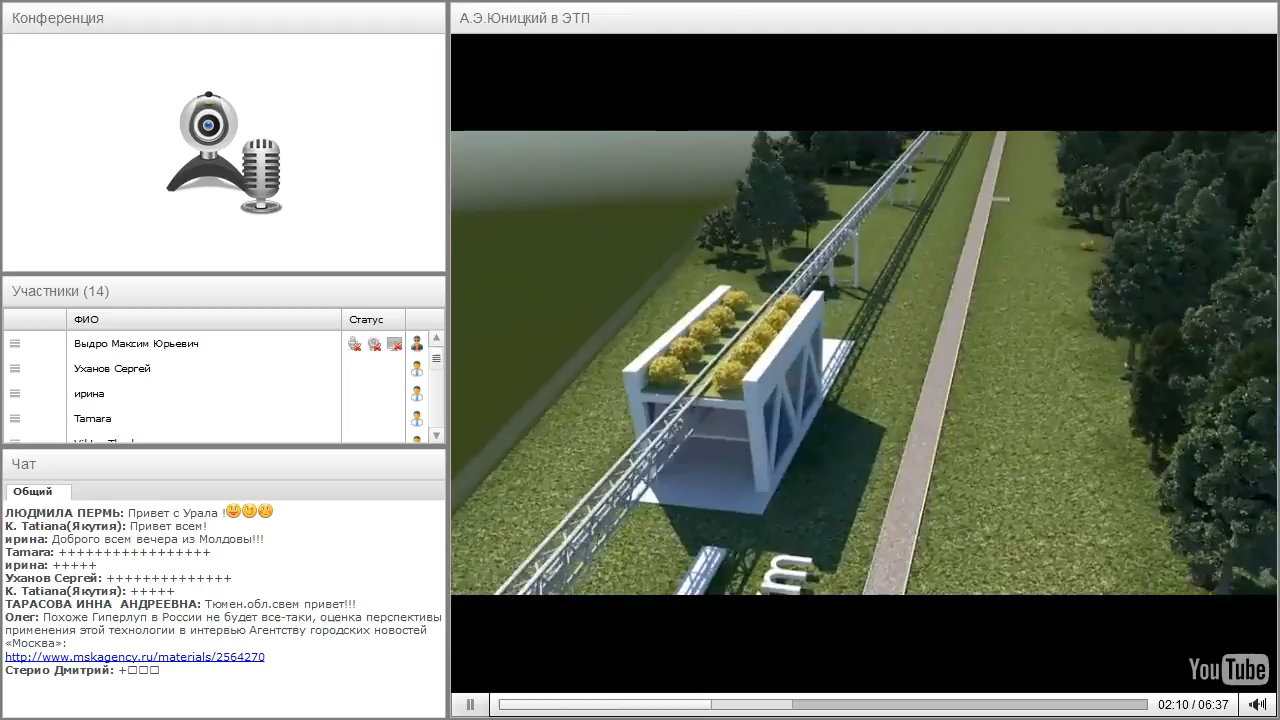 Конференция
А.Э.Юницкий в ЭТП
Участники (14)
ФИО
Статус
Выдро Максим Юрьевич
Уханов Сергей
ирина
Tamara
Чат
Общий
ЛЮДМИЛА ПЕРМЬ: Привет с Урала !
K. Tatiana(Якутия): Привет всем!
ирина: Доброго всем вечера из Молдовы!!!
Tamara: +++++++++++++++++
ирина: +++++
Уханов Сергей: ++++++++++++++
K. Tatiana(Якутия): +++++
ТАРАСОВА ИННА АНДРЕЕВНА: Тюмен.обл.свем привет!!!
Олег: Похоже Гиперлуп в России не будет все-таки, оценка перспективы
применения этой технологии в интервью Агентству городских новостей
«Москва»:
http://www.mskagency.ru/materials/2564270
Стерио Дмитрий: +□□□
m
YouTube
02:10 / 06:37